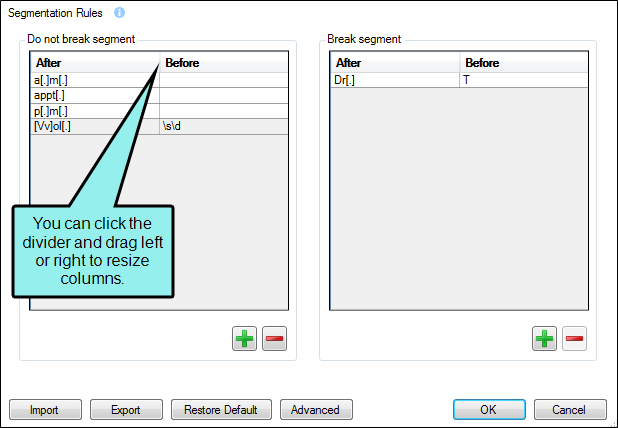 Segmentation Rules
Do not break segment
After Before
a[.]m[.]
appt[.]
p[.]m[.]
[Vv]ol[.] \s\d
You can click the
divider and drag left
or right to resize
columns.
Break segment
After Before
Dr[.] T
Import Export Restore Default Advanced OK Cancel